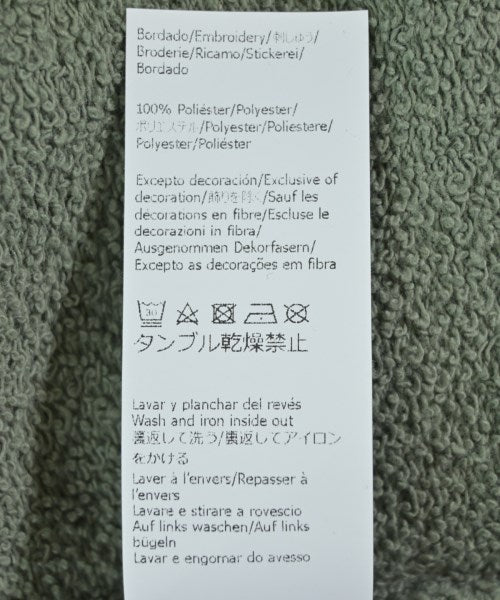 Bordado/Embroidery/刺しゅう/
Broderie/Ricamo/Stickerei/
Bordado
100% Poliéster/Polyester/
ポリエステル/Polyester/Poliestere/
Polyester/Poliéster
Excepto decoración/Exclusive of
decoration/飾りを除く/Sauf les
décorations en fibre/Escluse le
decorazioni in fibra/
Ausgenommen Dekorfasern/
Excepto as decorações em fibra
30
タンブル乾燥禁止
Lavar y planchar del revés
Wash and iron inside out
裏返して洗う/裏返してアイロン
をかける
Laver à l'envers/Repasser à
l'envers
Lavare e stirare a rovescio
Auf links waschen/Auf links
bügeln
Lavar e engomar do avesso